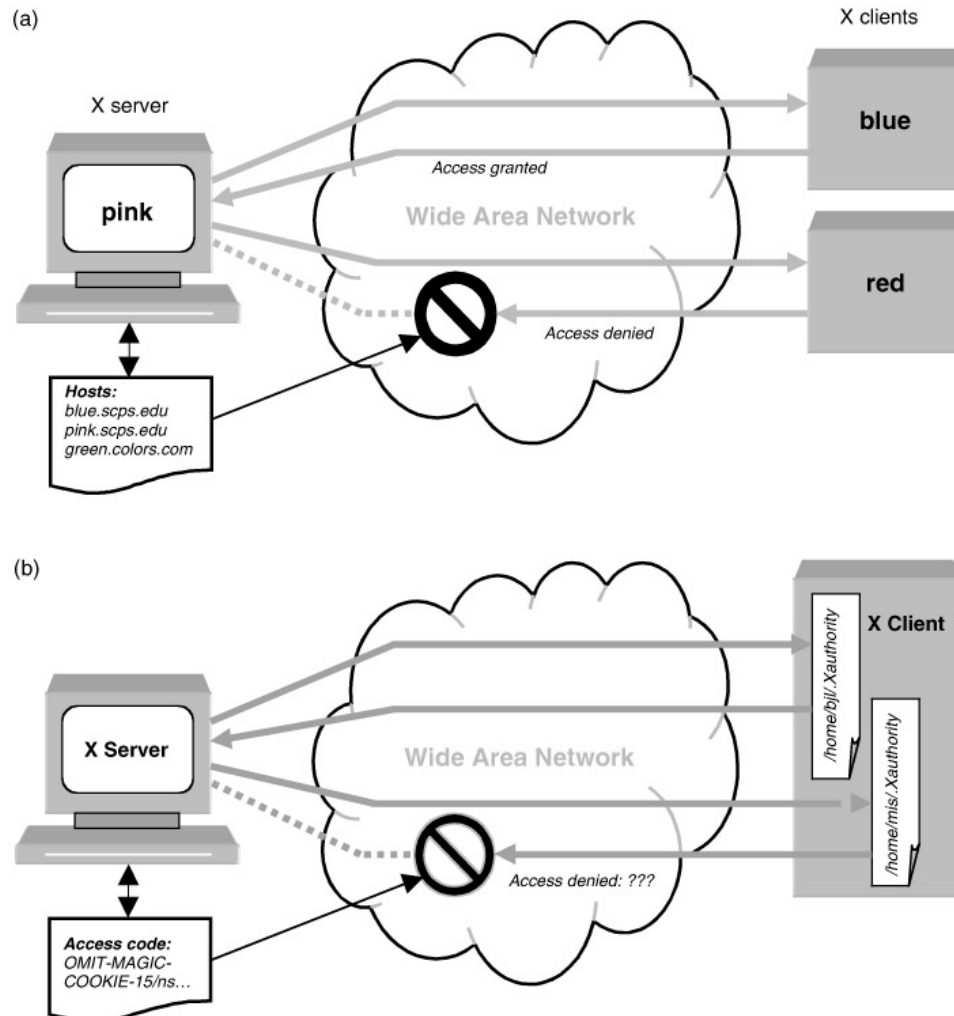 (a)
X clients
X server
blue
Access granted
pink
Wide Area Network
red
Access denied
Hosts:
blue.scps.edu
pink.scps.edu
green.colors.com
(b)
X Client
/home/bjl/.Xauthority
X Server
Wide Area Network
/home/mis/.Xauthority
Access denied: ???
Access code:
OMIT-MAGIC-
COOKIE-15/ns...